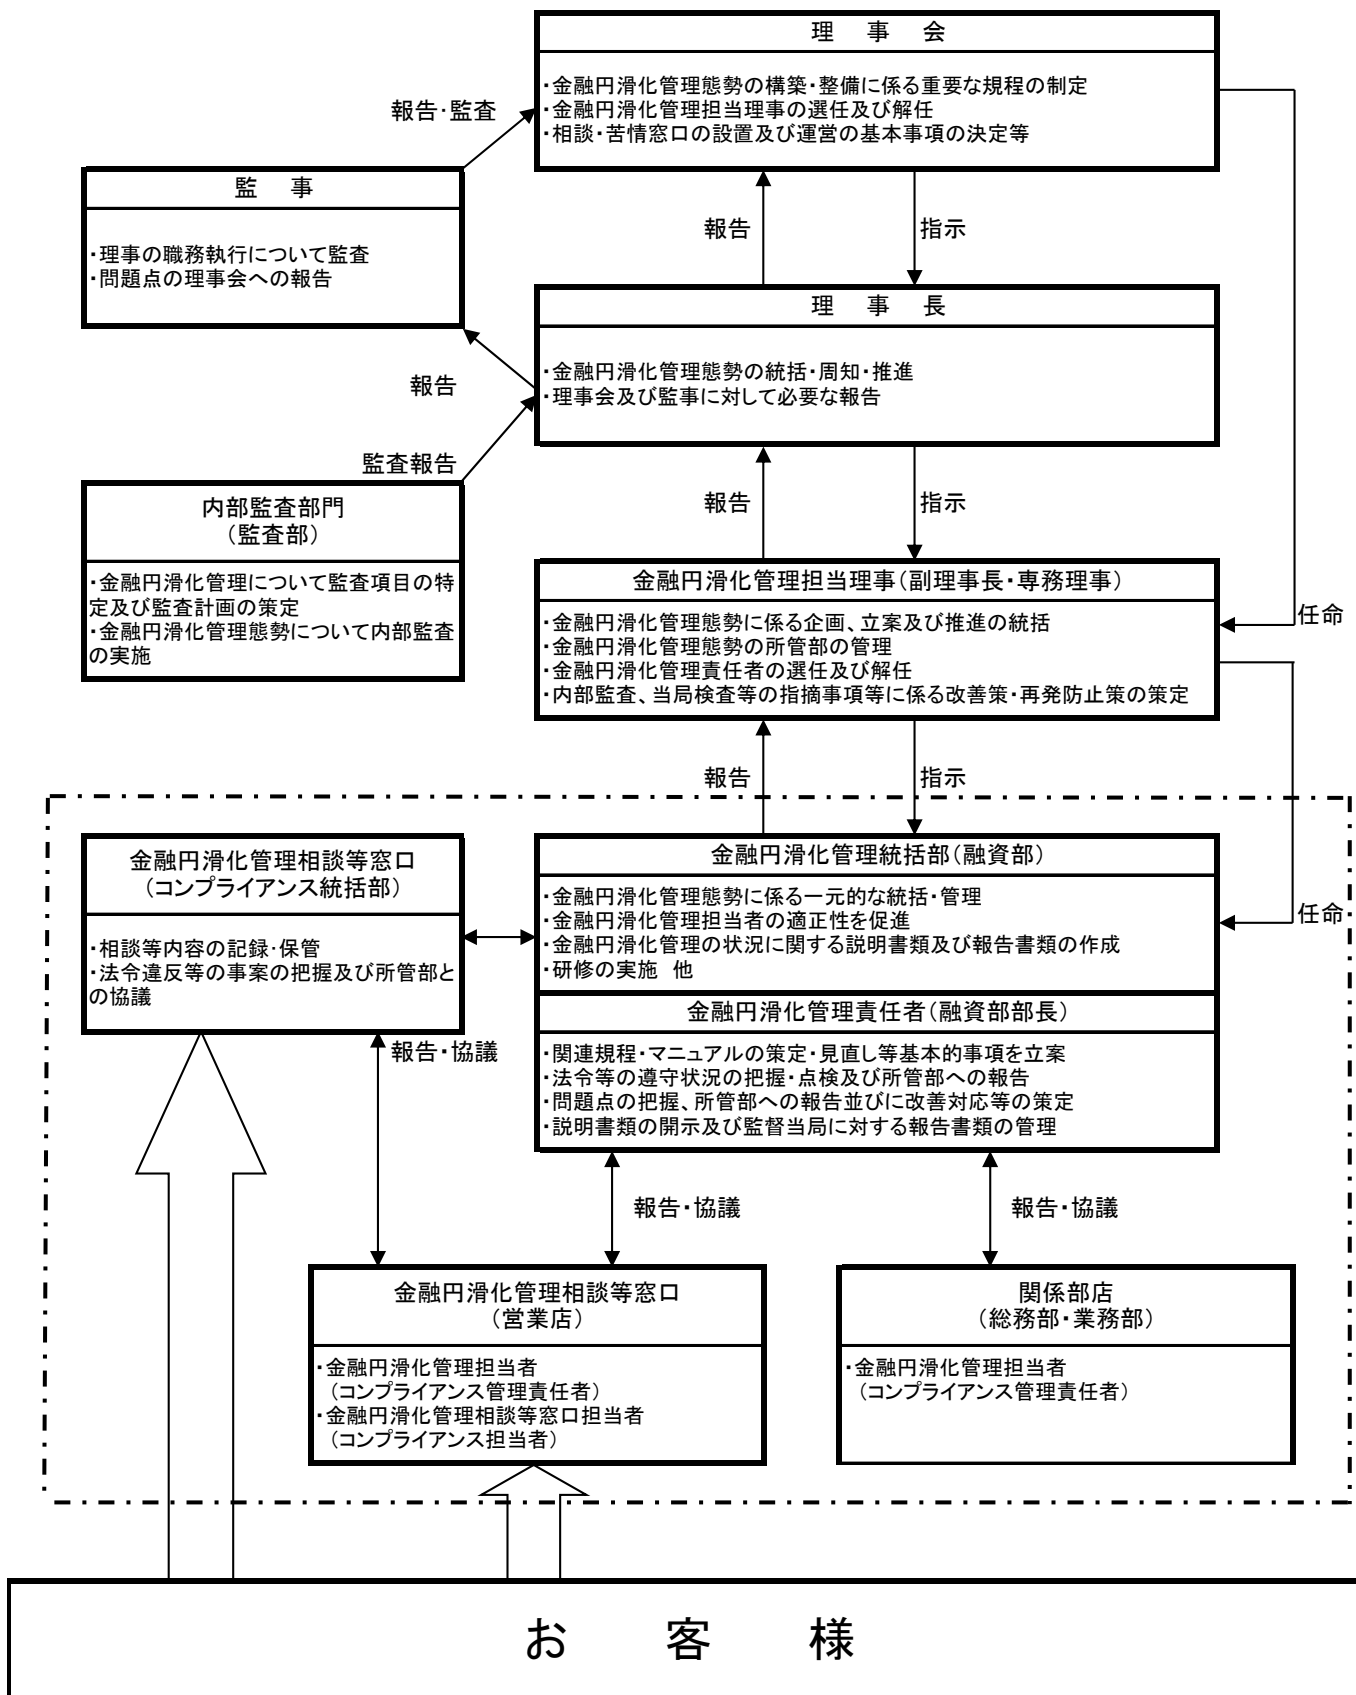 理　事　会
・金融円滑化管理態勢の構築・整備に係る重要な規程の制定
・金融円滑化管理担当理事の選任及び解任
・相談・苦情窓口の設置及び運営の基本事項の決定等
報告・監査
監　事
・理事の職務執行について監査
・問題点の理事会への報告
報告
指示
理　事　長
・金融円滑化管理態勢の統括・周知・推進
・理事会及び監事に対して必要な報告
報告
監査報告
内部監査部門
（監査部）
・金融円滑化管理について監査項目の特
定及び監査計画の策定
・金融円滑化管理態勢について内部監査
の実施
報告
指示
金融円滑化管理担当理事（副理事長・専務理事）
・金融円滑化管理態勢に係る企画、立案及び推進の統括
・金融円滑化管理態勢の所管部の管理
・金融円滑化管理責任者の選任及び解任
・内部監査、当局検査等の指摘事項等に係る改善策・再発防止策の策定
任命
報告
指示
金融円滑化管理相談等窓口
（コンプライアンス統括部）
・相談等内容の記録・保管
・法令違反等の事案の把握及び所管部と
の協議
金融円滑化管理統括部（融資部）
・金融円滑化管理態勢に係る一元的な統括・管理
・金融円滑化管理担当者の適正性を促進
・金融円滑化管理の状況に関する説明書類及び報告書類の作成
・研修の実施　他
任命
金融円滑化管理責任者（融資部部長）
・関連規程・マニュアルの策定・見直し等基本的事項を立案
・法令等の遵守状況の把握・点検及び所管部への報告
・問題点の把握、所管部への報告並びに改善対応等の策定
・説明書類の開示及び監督当局に対する報告書類の管理
報告・協議
報告・協議
報告・協議
金融円滑化管理相談等窓口
（営業店）
・金融円滑化管理担当者
（コンプライアンス管理責任者）
・金融円滑化管理相談等窓口担当者
（コンプライアンス担当者）
関係部店
（総務部・業務部）
・金融円滑化管理担当者
（コンプライアンス管理責任者）
お　客　様